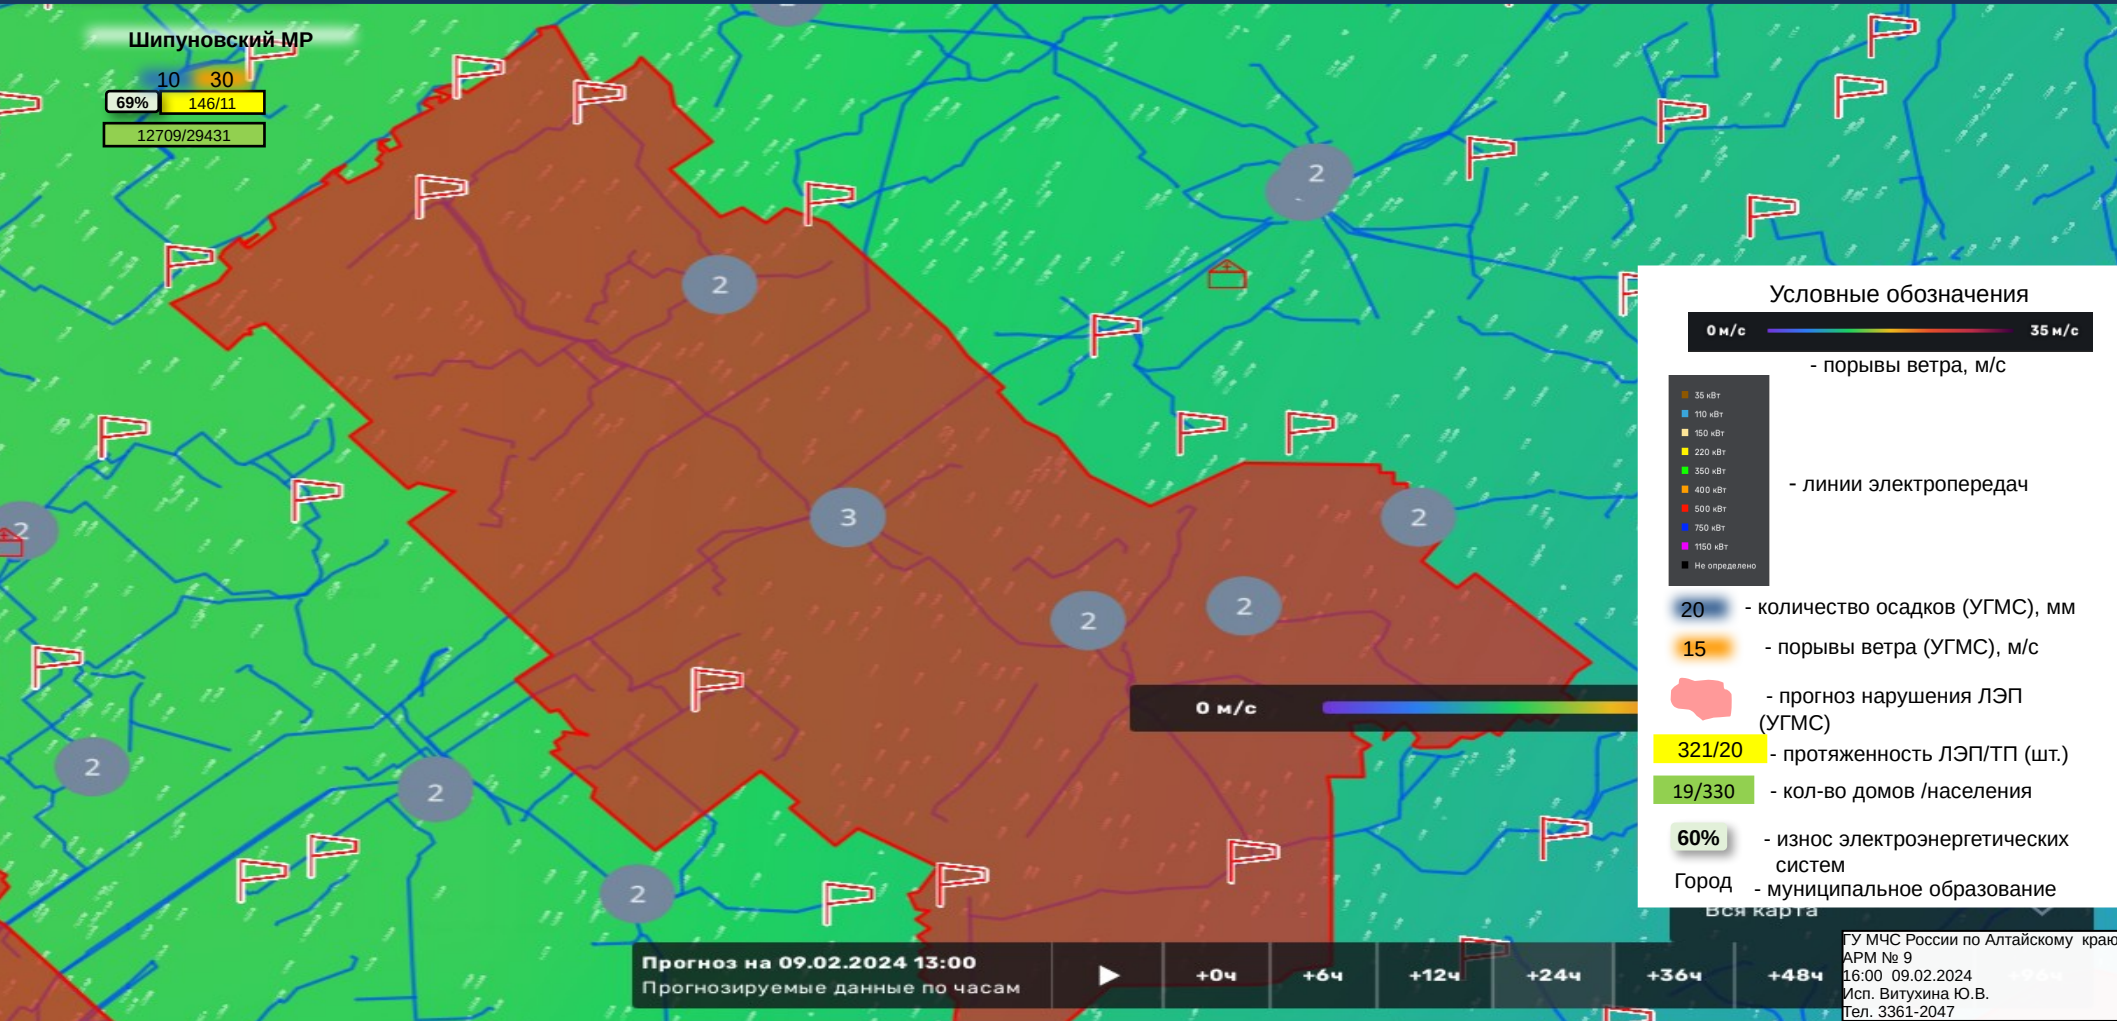 Шипуновский МР
10 30
69% 146/11
12709/29431
2
2
2
3
2
2
2
2
2
2
2
0 м/с
Условные обозначения
0 м/с 35 м/с
- порывы ветра, м/с
35 кВт
110 кВт
150 кВт
220 кВт
350 кВт
400 кВт
500 кВт
750 кВт
1150 кВт
Не определено
- линии электропередач
20 - количество осадков (УГМС), мм
15 - порывы ветра (УГМС), м/с
- прогноз нарушения ЛЭП
(УГМС)
321/20 - протяженность ЛЭП/ТП (шт.)
19/330 - кол-во домов /населения
60% - износ электроэнергетических
систем
Город - муниципальное образование
Вся карта
Прогноз на 09.02.2024 13:00
Прогнозируемые данные по часам
+0ч +6ч +12ч +24ч +36ч +48ч
ГУ МЧС России по Алтайскому краю
АРМ № 9
16:00 09.02.2024
Исп. Витухина Ю.В.
Тел. 3361-2047